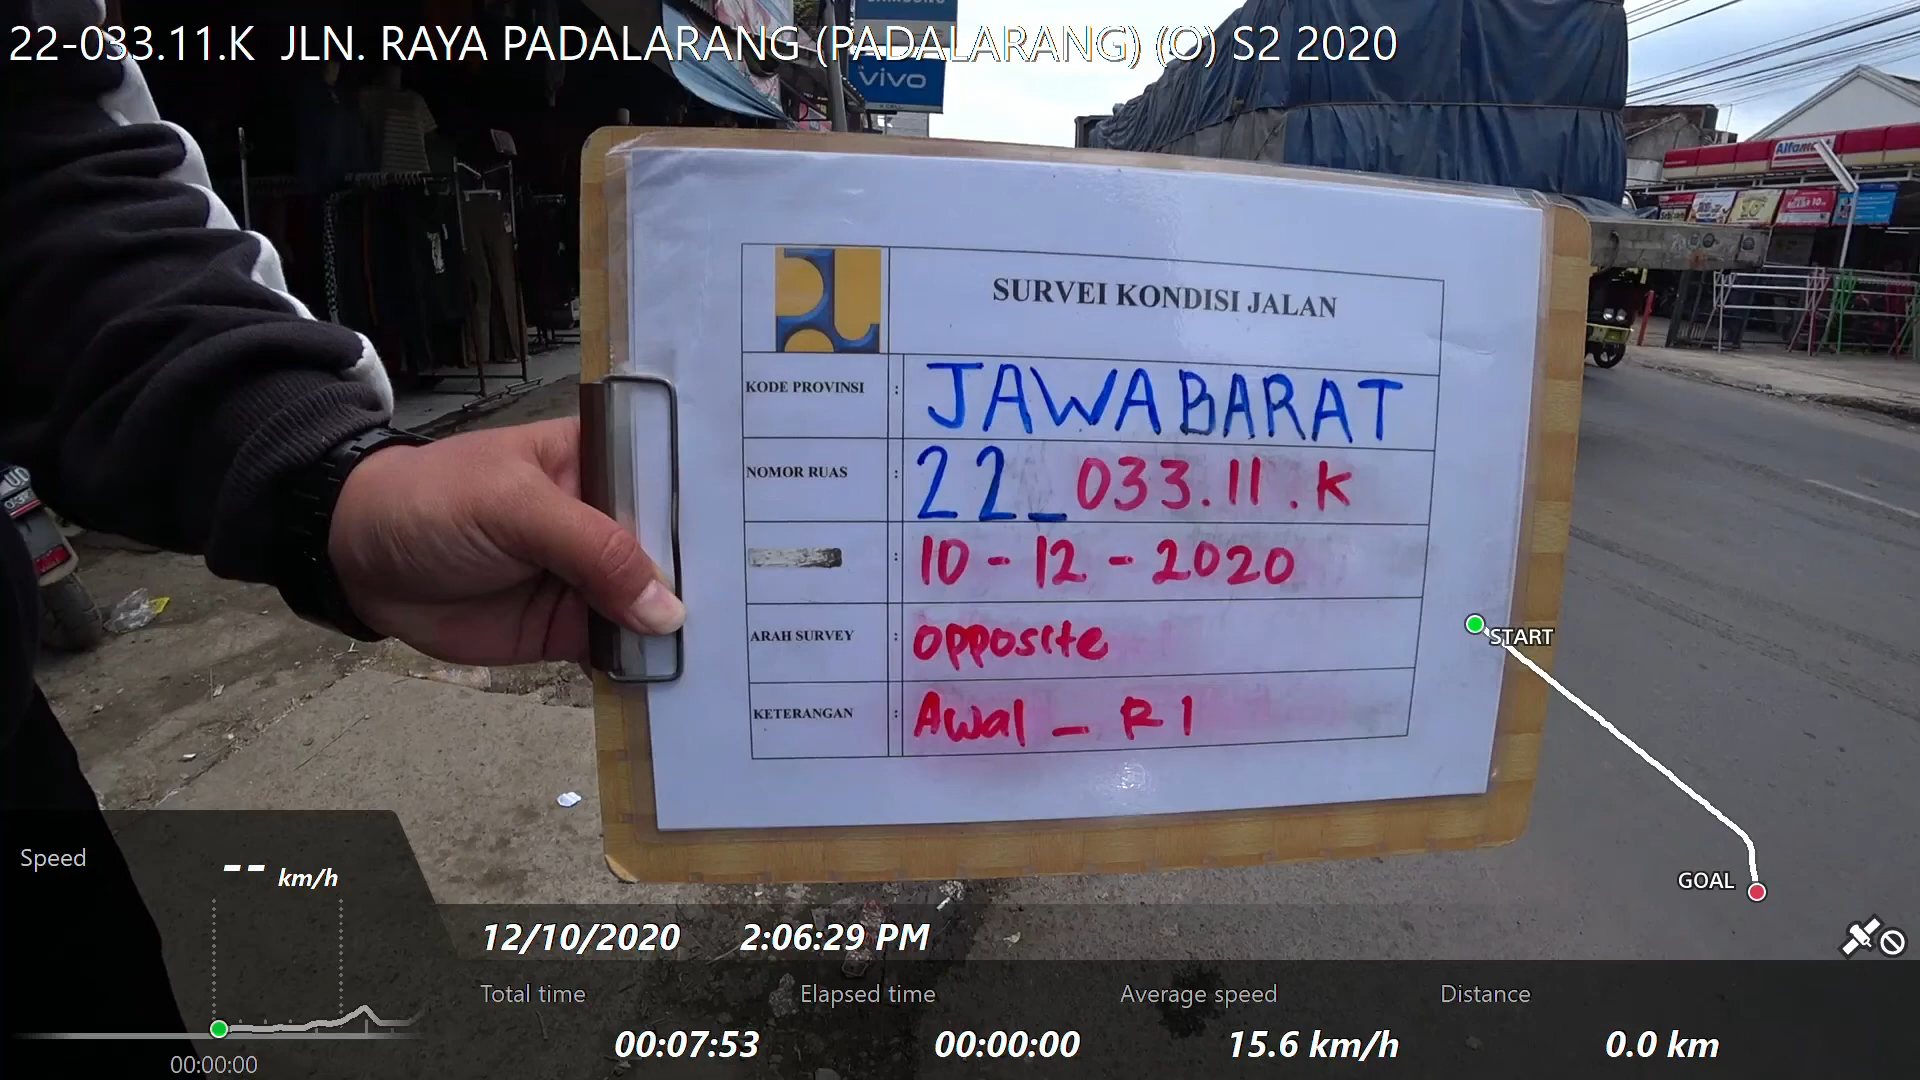 22-033.11.K JLN. RAYA PADALARANG (PADALARANG) (O) S2 2020
SAMSUNG
vivo
Alfamart
SURVEI KONDISI JALAN
KODE PROVINSI : JAWA BARAT
NOMOR RUAS : 22_033.11.K
: 10-12-2020
ARAH SURVEY : opposite
KETERANGAN : Awal - R1
START
GOAL
Speed
-- km/h
12/10/2020 2:06:29 PM
Total time Elapsed time Average speed Distance
00:07:53 00:00:00 15.6 km/h 0.0 km
00:00:00